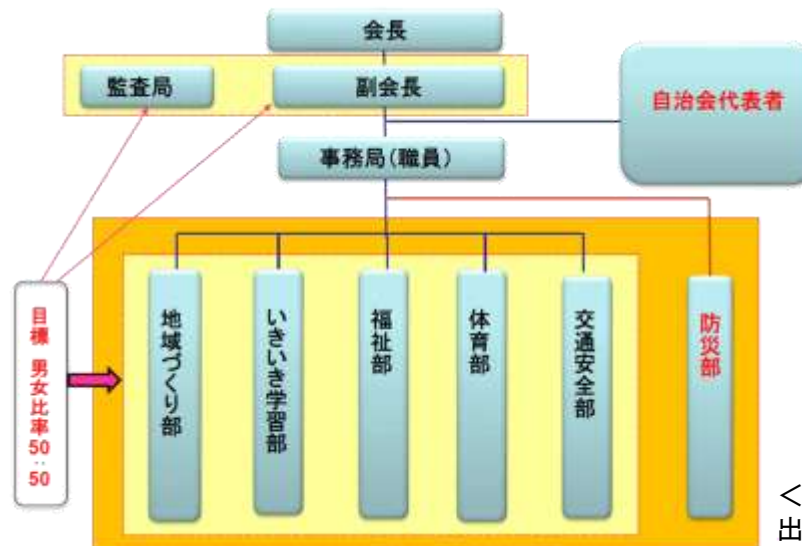 会長
監査局
副会長
自治会代表者
事務局(職員)
目標 男女比率50:50
地域づくり部
いきいき学習部
福祉部
体育部
交通安全部
防災部
<
出